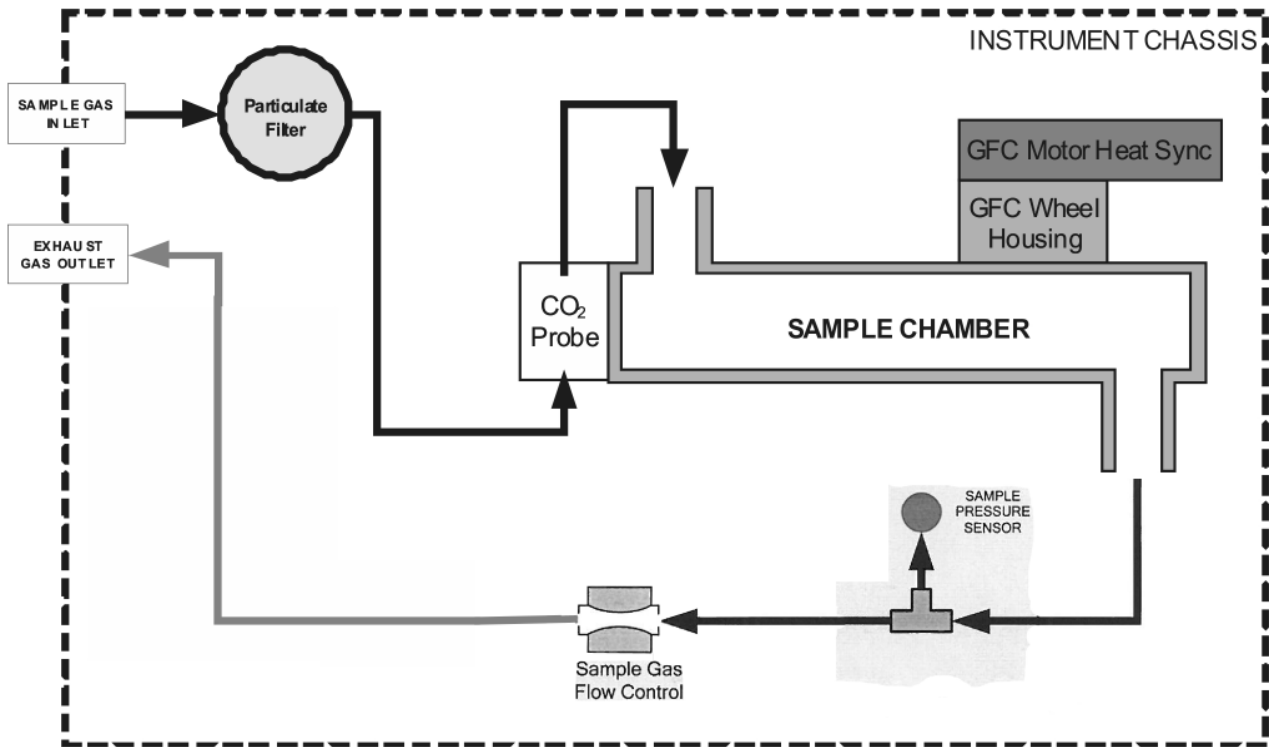 INSTRUMENT CHASSIS
SAMPLE GAS
INLET
Particulate
Filter
GFC Motor Heat Sync
GFC Wheel
Housing
EXHAUST
GAS OUTLET
CO₂
Probe
SAMPLE CHAMBER
SAMPLE
PRESSURE
SENSOR
Sample Gas
Flow Control